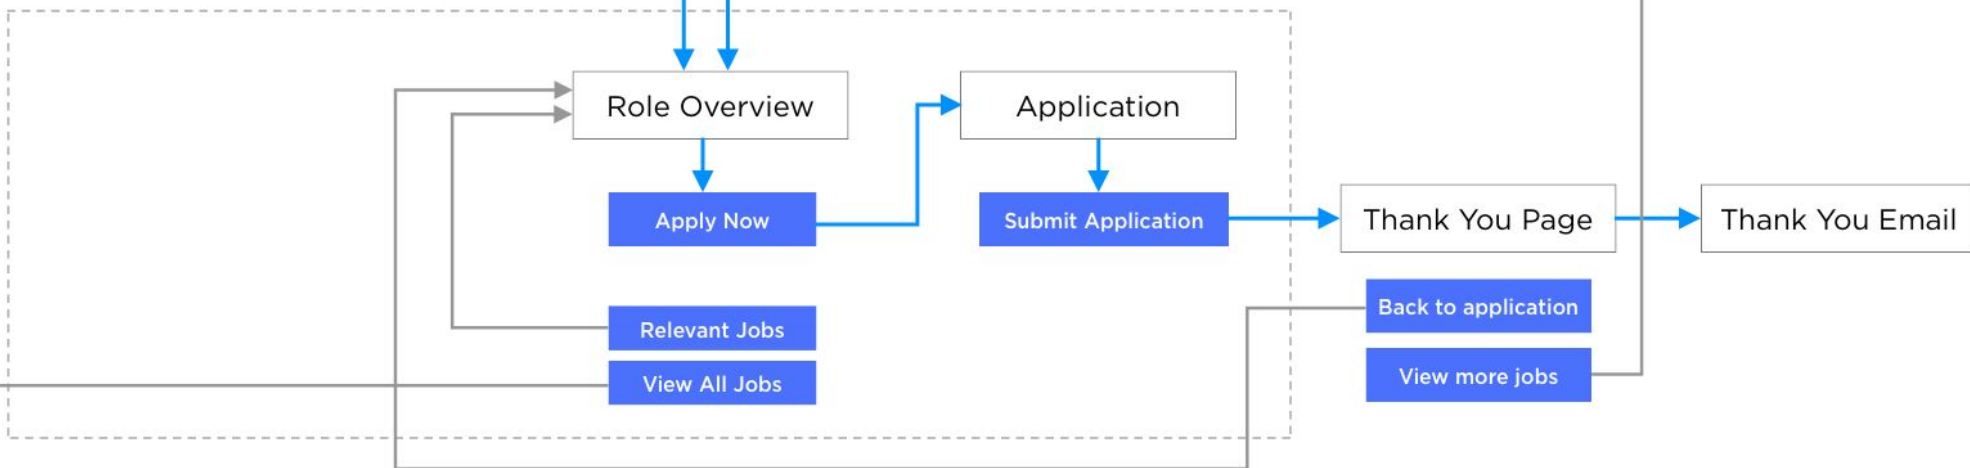 Role Overview
Application
Apply Now
Submit Application
Thank You Page
Thank You Email
Relevant Jobs
View All Jobs
Back to application
View more jobs